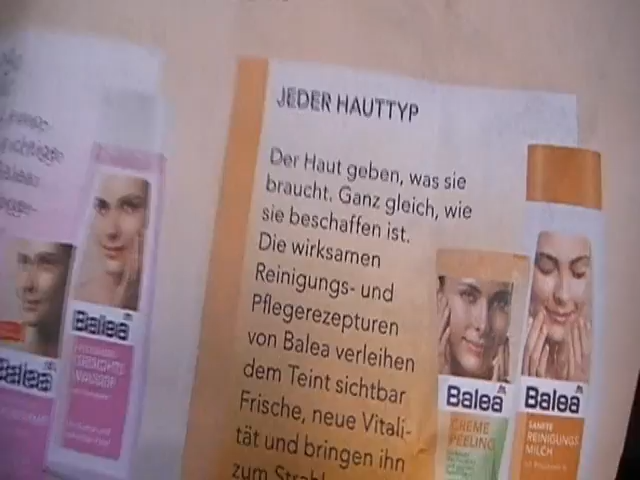 JEDER HAUTTYP
Der Haut geben, was sie
braucht. Ganz gleich, wie
sie beschaffen ist.
Die wirksamen
Reinigungs- und
Pflegerezepturen
von Balea verleihen
dem Teint sichtbar
Frische, neue Vitali-
tät und bringen ihn
zum
Balea
Balea
Balea
CREME
PEELING
Balea
SANFTE
REINIGUNGS
MILCH